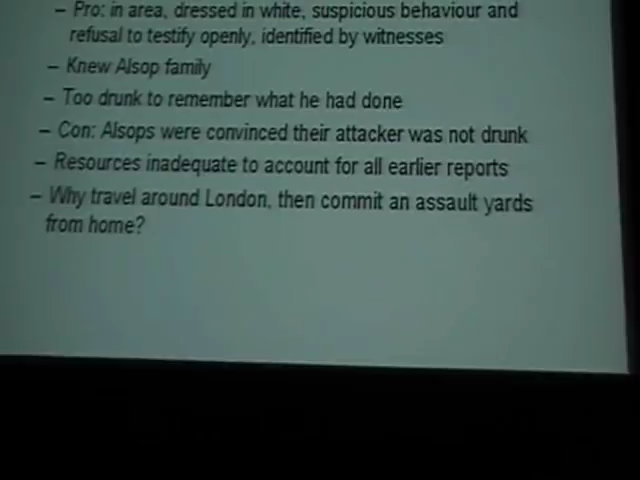 – Pro: in area, dressed in white, suspicious behaviour and
refusal to testify openly, identified by witnesses
– Knew Alsop family
– Too drunk to remember what he had done
– Con: Alsops were convinced their attacker was not drunk
– Resources inadequate to account for all earlier reports
– Why travel around London, then commit an assault yards
from home?